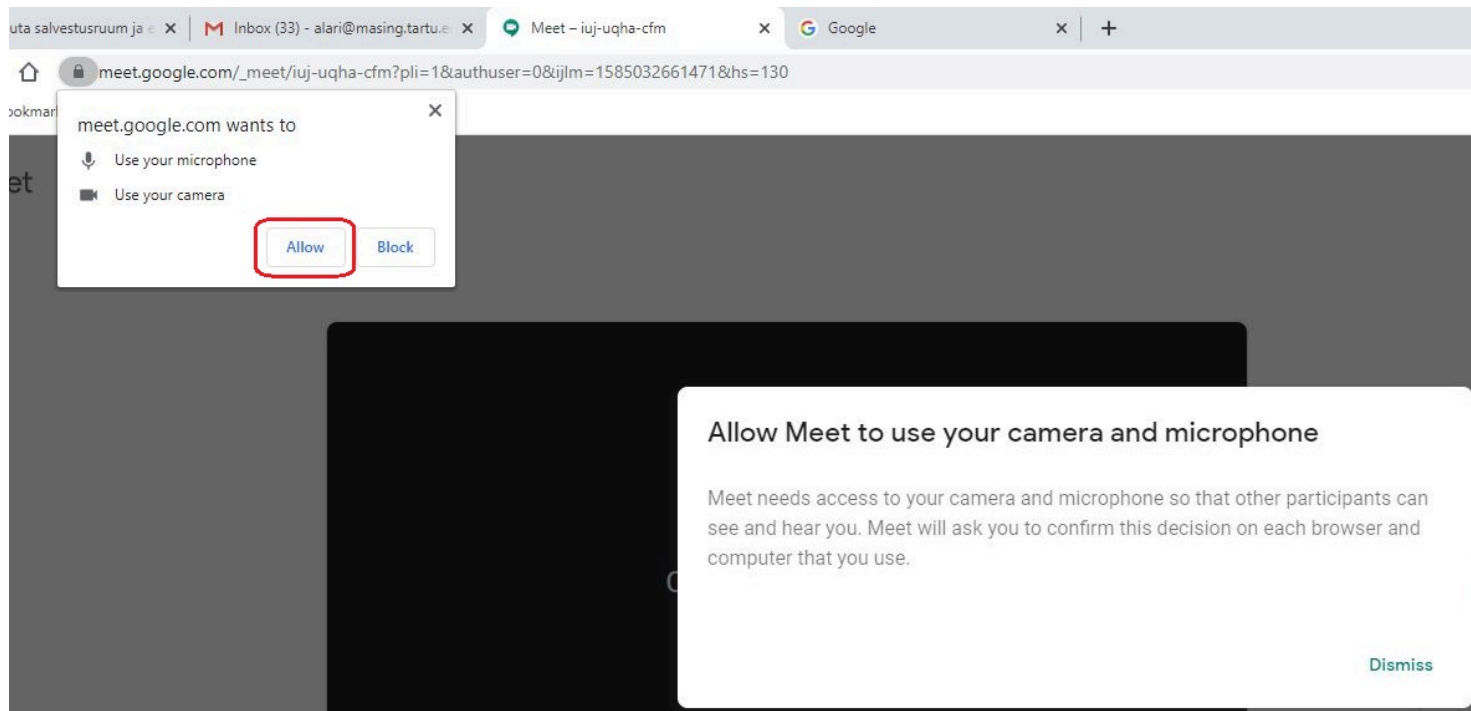 uta salvestusruum ja e
Inbox (33) - alari@masing.tartu.e
Meet – iuj-uqha-cfm
Google
meet.google.com/_meet/iuj-uqha-cfm?pli=1&authuser=0&ijlm=1585032661471&hs=130
ookmar
meet.google.com wants to
Use your microphone
Use your camera
Allow
Block
et
Allow Meet to use your camera and microphone
Meet needs access to your camera and microphone so that other participants can
see and hear you. Meet will ask you to confirm this decision on each browser and
computer that you use.
Dismiss